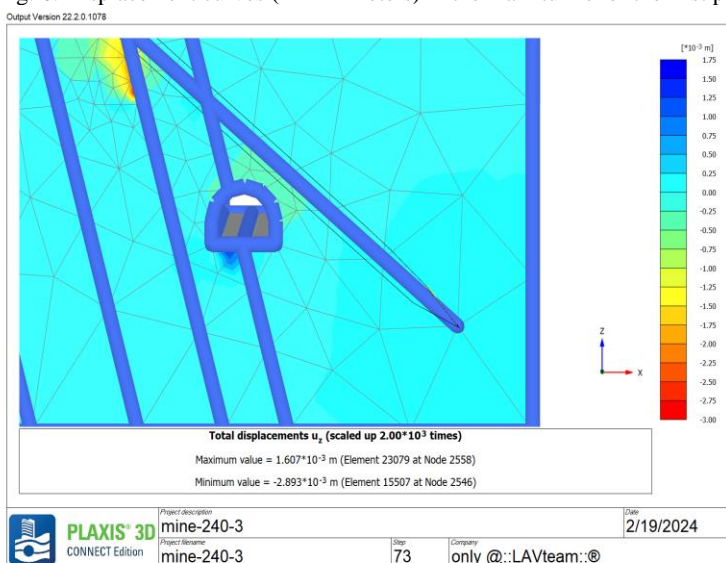 Output Version 22.2.0.1078
[*10-3 m]
1.75
1.50
1.25
1.00
0.75
0.50
0.25
0.00
-0.25
-0.50
-0.75
-1.00
-1.25
-1.50
-1.75
-2.00
-2.25
-2.50
-2.75
-3.00
Z
X
Total displacements uz (scaled up 2.00*103 times)
Maximum value = 1.607*10-3 m (Element 23079 at Node 2558)
Minimum value = -2.893*10-3 m (Element 15507 at Node 2546)
PLAXIS® 3D
CONNECT Edition
Project description
mine-240-3
Date
2/19/2024
Project filename
mine-240-3
Step
73
Company
only @::LAVteam::®